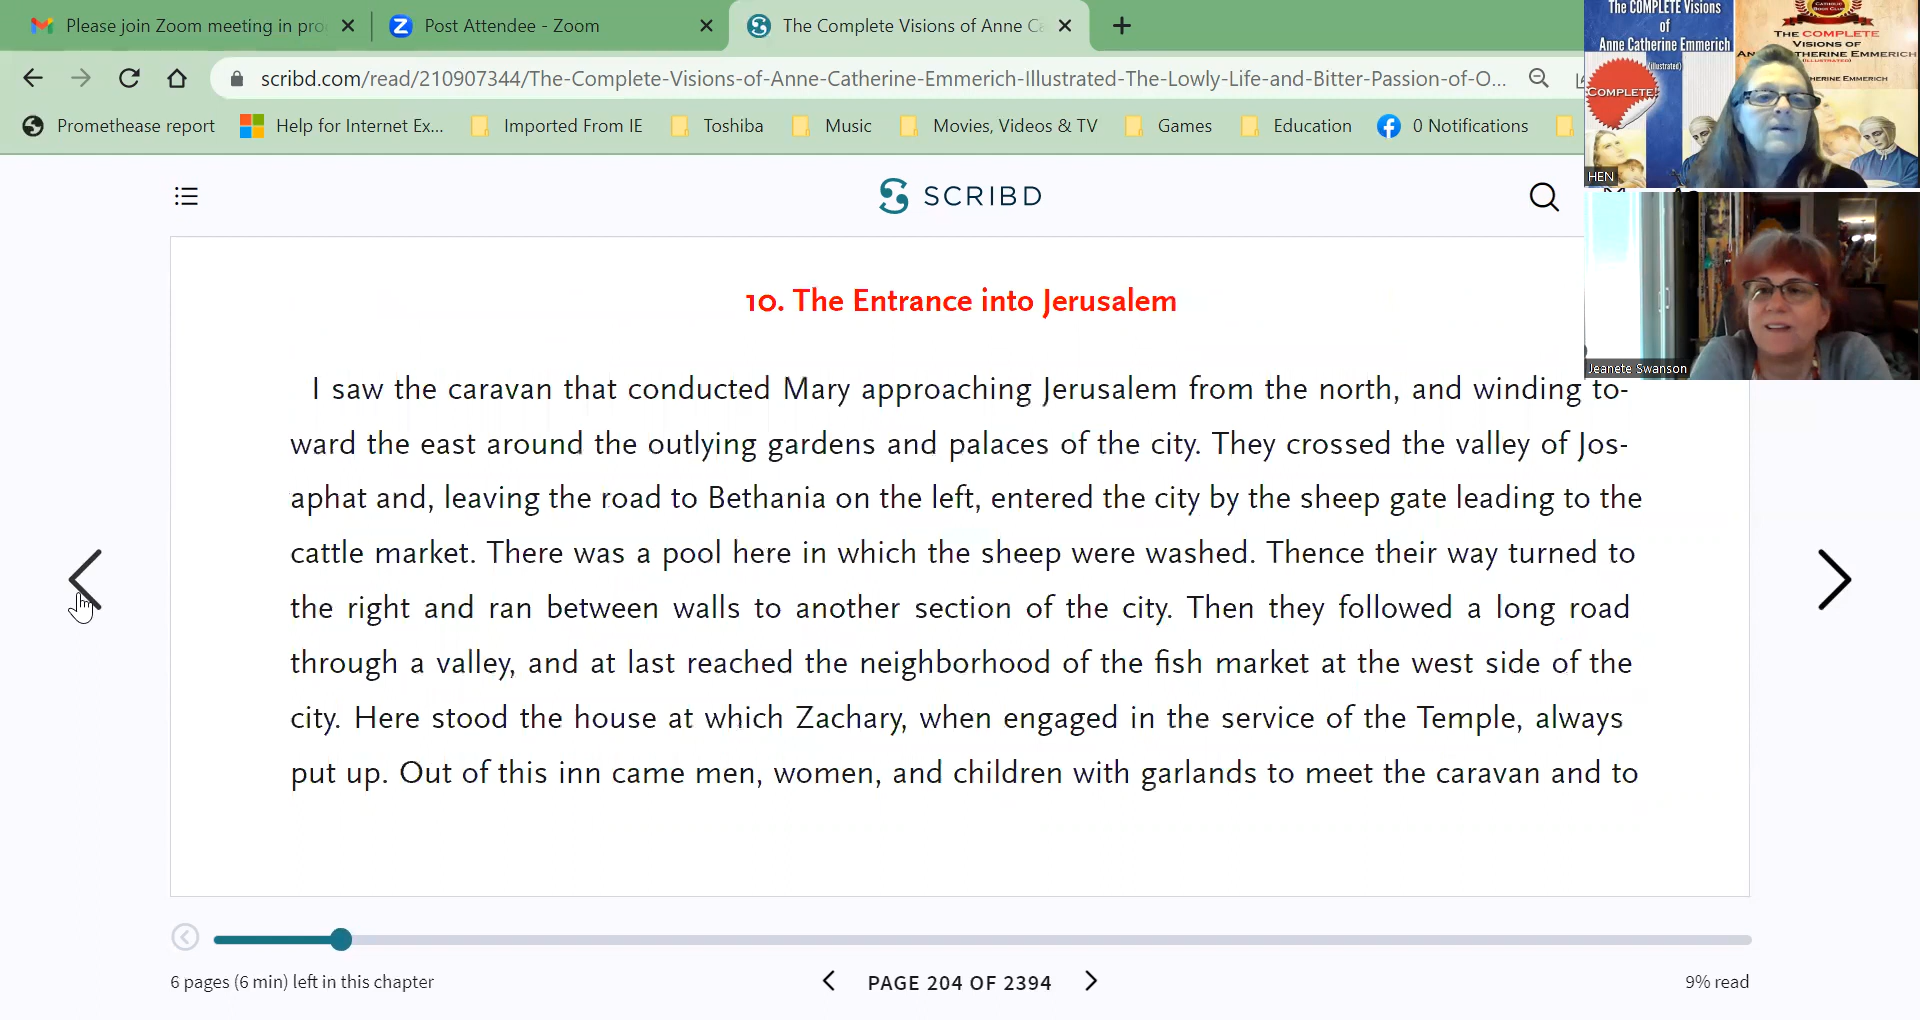 Please join Zoom meeting in pro
Post Attendee - Zoom
The Complete Visions of Anne Ca
scribd.com/read/210907344/The-Complete-Visions-of-Anne-Catherine-Emmerich-Illustrated-The-Lowly-Life-and-Bitter-Passion-of-O...
Promethease report
Help for Internet Ex...
Imported From IE
Toshiba
Music
Movies, Videos & TV
Games
Education
0 Notifications
The COMPLETE Visions
of
Anne Catherine Emmerich
(Illustrated)
COMPLETE!
CATHOLIC
BOOK CLUB
THE COMPLETE
VISIONS OF
CATHERINE EMMERICH
(ILLUSTRATED)
HERINE EMMERICH
HEN
Jeanete Swanson
SCRIBD
10. The Entrance into Jerusalem
I saw the caravan that conducted Mary approaching Jerusalem from the north, and winding to-
ward the east around the outlying gardens and palaces of the city. They crossed the valley of Jos-
aphat and, leaving the road to Bethania on the left, entered the city by the sheep gate leading to the
cattle market. There was a pool here in which the sheep were washed. Thence their way turned to
the right and ran between walls to another section of the city. Then they followed a long road
through a valley, and at last reached the neighborhood of the fish market at the west side of the
city. Here stood the house at which Zachary, when engaged in the service of the Temple, always
put up. Out of this inn came men, women, and children with garlands to meet the caravan and to
6 pages (6 min) left in this chapter
PAGE 204 OF 2394
9% read